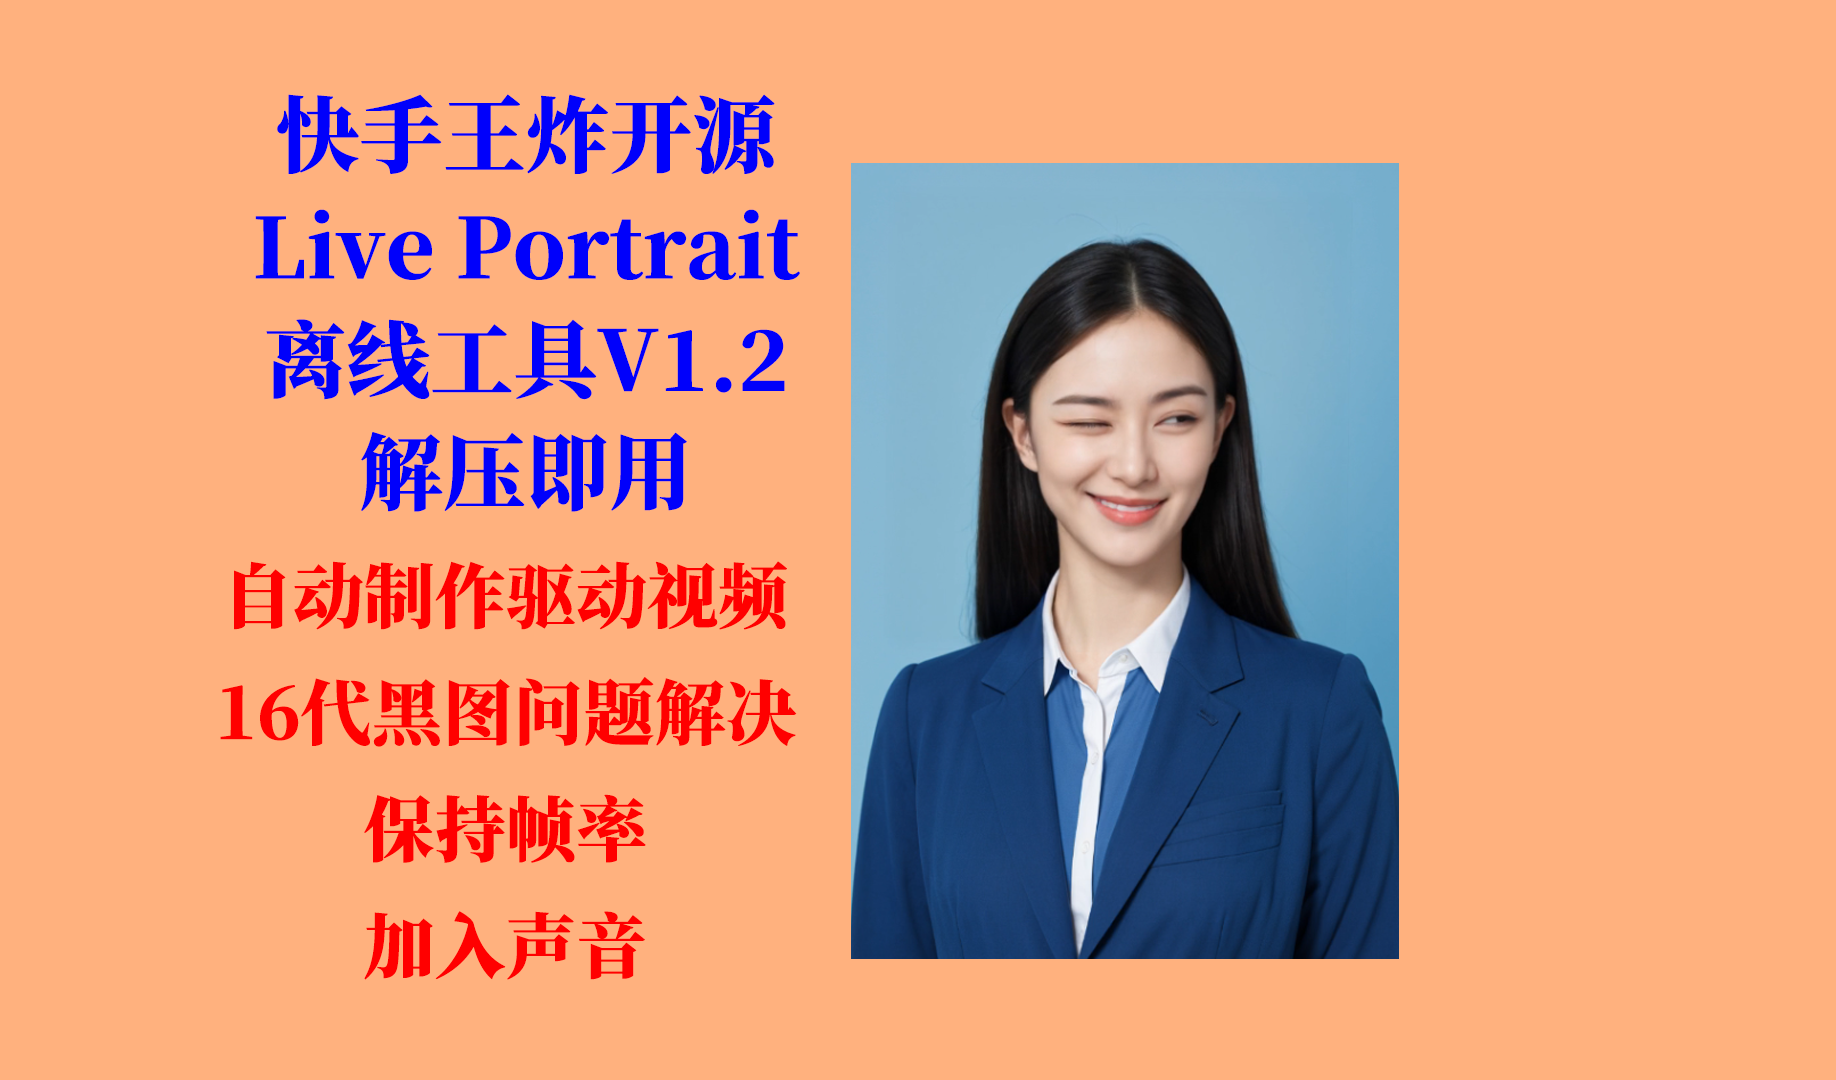 快手王炸开源
Live Portrait
离线工具V1.2
解压即用
自动制作驱动视频
16代黑图问题解决
保持帧率
加入声音